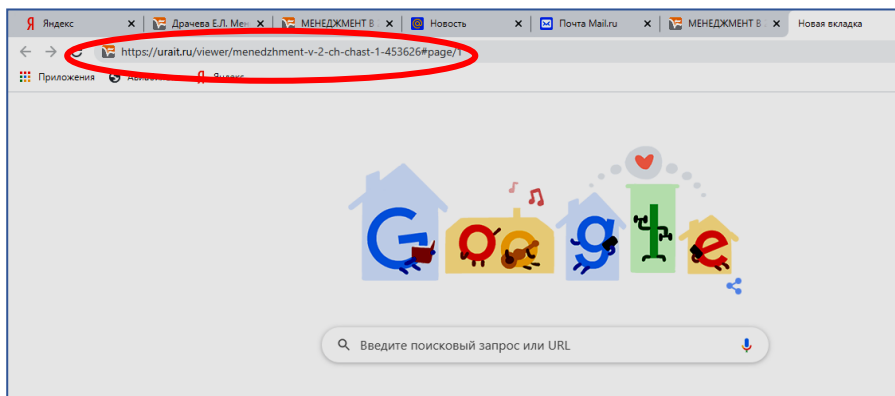 Яндекс
Драчева Е.Л. Мен
МЕНЕДЖМЕНТ В
Новость
Почта Mail.ru
МЕНЕДЖМЕНТ В
Новая вкладка
https://urait.ru/viewer/menedzhment-v-2-ch-chast-1-453626#page/1
Приложения
Яндекс
Google
Введите поисковый запрос или URL